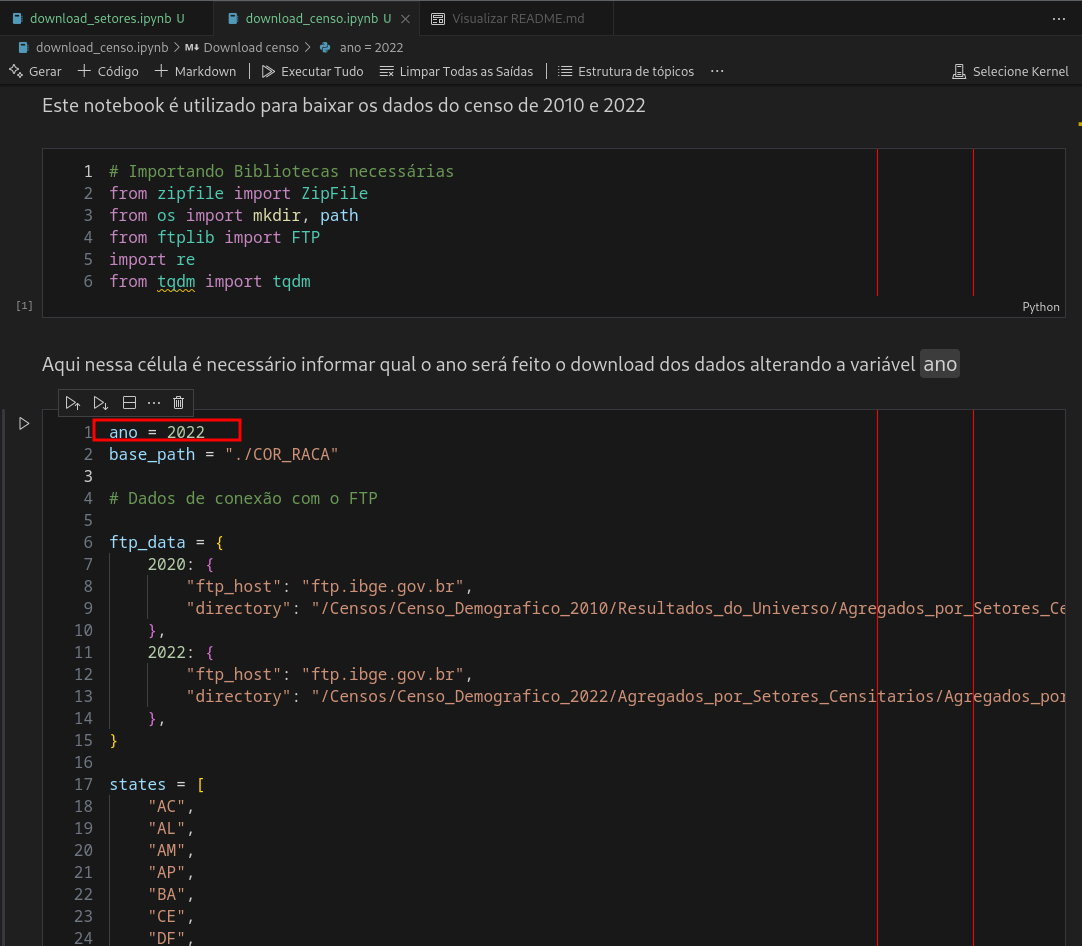 download_setores.ipynb U download_censo.ipynb U Visualizar README.md
download_censo.ipynb > M↓ Download censo > ano = 2022
Gerar + Código + Markdown Executar Tudo Limpar Todas as Saídas Estrutura de tópicos ... Selecione Kernel
Este notebook é utilizado para baixar os dados do censo de 2010 e 2022
1 # Importando Bibliotecas necessárias
2 from zipfile import ZipFile
3 from os import mkdir, path
4 from ftplib import FTP
5 import re
6 from tqdm import tqdm
[1]
Python
Aqui nessa célula é necessário informar qual o ano será feito o download dos dados alterando a variável ano
1 ano = 2022
2 base_path = "./COR_RACA"
3
4 # Dados de conexão com o FTP
5
6 ftp_data = {
7 2020: {
8 "ftp_host": "ftp.ibge.gov.br",
9 "directory": "/Censos/Censo_Demografico_2010/Resultados_do_Universo/Agregados_por_Setores_Ce
10 },
11 2022: {
12 "ftp_host": "ftp.ibge.gov.br",
13 "directory": "/Censos/Censo_Demografico_2022/Agregados_por_Setores_Censitarios/Agregados_por
14 },
15 }
16
17 states = [
18 "AC",
19 "AL",
20 "AM",
21 "AP",
22 "BA",
23 "CE",
24 "DF",